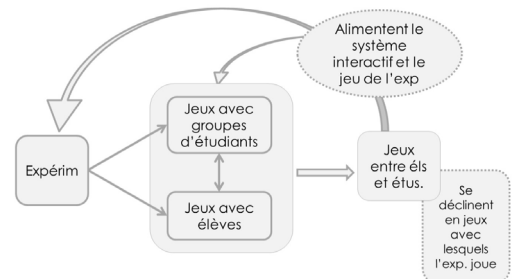 Alimentent le
système
interactif et le
jeu de l'exp
Jeux avec
groupes
d'étudiants
Expérim
Jeux avec
élèves
Jeux
entre éls
et étus.
Se
déclinent
en jeux
avec
lesquels
l'exp. joue